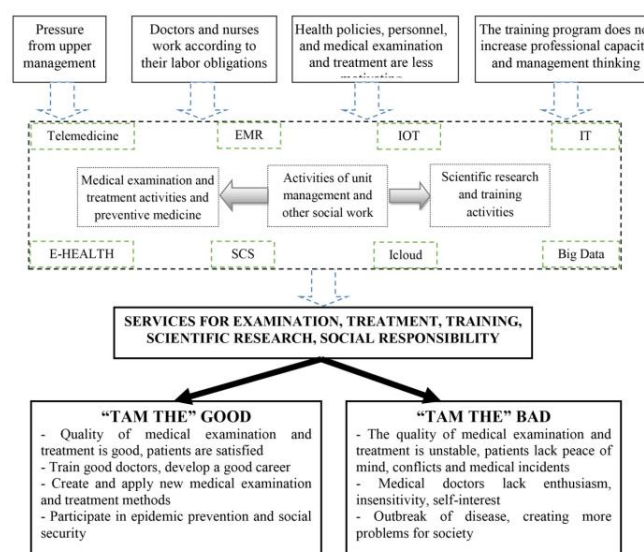 Pressure
from upper
management
Doctors and nurses
work according to
their labor obligations
Health policies, personnel,
and medical examination
and treatment are less
The training program does no
increase professional capacit
and management thinking
Telemedicine
EMR
IOT
IT
Medical examination and
treatment activities and
preventive medicine
Activities of unit
management and
other social work
Scientific research
and training
activities
E-HEALTH
SCS
Icloud
Big Data
SERVICES FOR EXAMINATION, TREATMENT, TRAINING,
SCIENTIFIC RESEARCH, SOCIAL RESPONSIBILITY
“TAM THE” GOOD
- Quality of medical examination and
treatment is good, patients are satisfied
- Train good doctors, develop a good career
- Create and apply new medical examination
and treatment methods
- Participate in epidemic prevention and social
security
“TAM THE” BAD
- The quality of medical examination and
treatment is unstable, patients lack peace of
mind, conflicts and medical incidents
- Medical doctors lack enthusiasm,
insensitivity, self-interest
- Outbreak of disease, creating more
problems for society